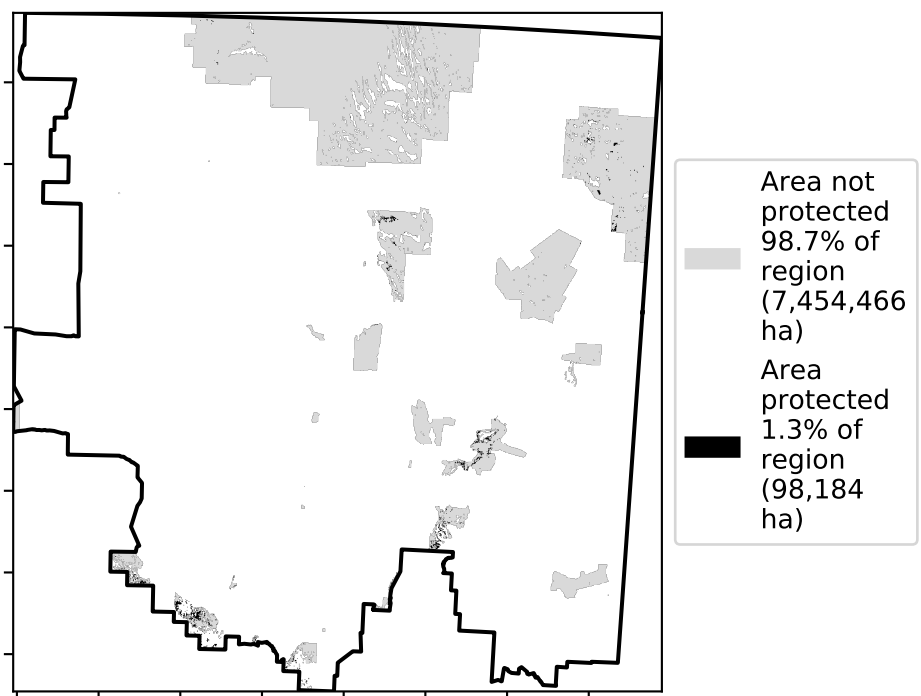 Area not
protected
98.7% of
region
(7,454,466
ha)
Area
protected
1.3% of
region
(98,184
ha)